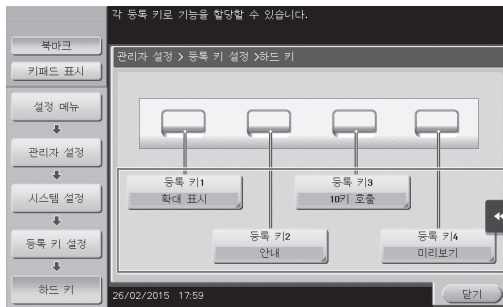 각 등록 키로 기능을 할당할 수 있습니다.
북마크
키패드 표시
설정 메뉴
관리자 설정
시스템 설정
등록 키 설정
하드 키
관리자 설정 > 등록 키 설정 >하드 키
등록 키1
확대 표시
등록 키3
10키 호출
등록 키2
안내
등록 키4
미리보기
26/02/2015 17:59
닫기